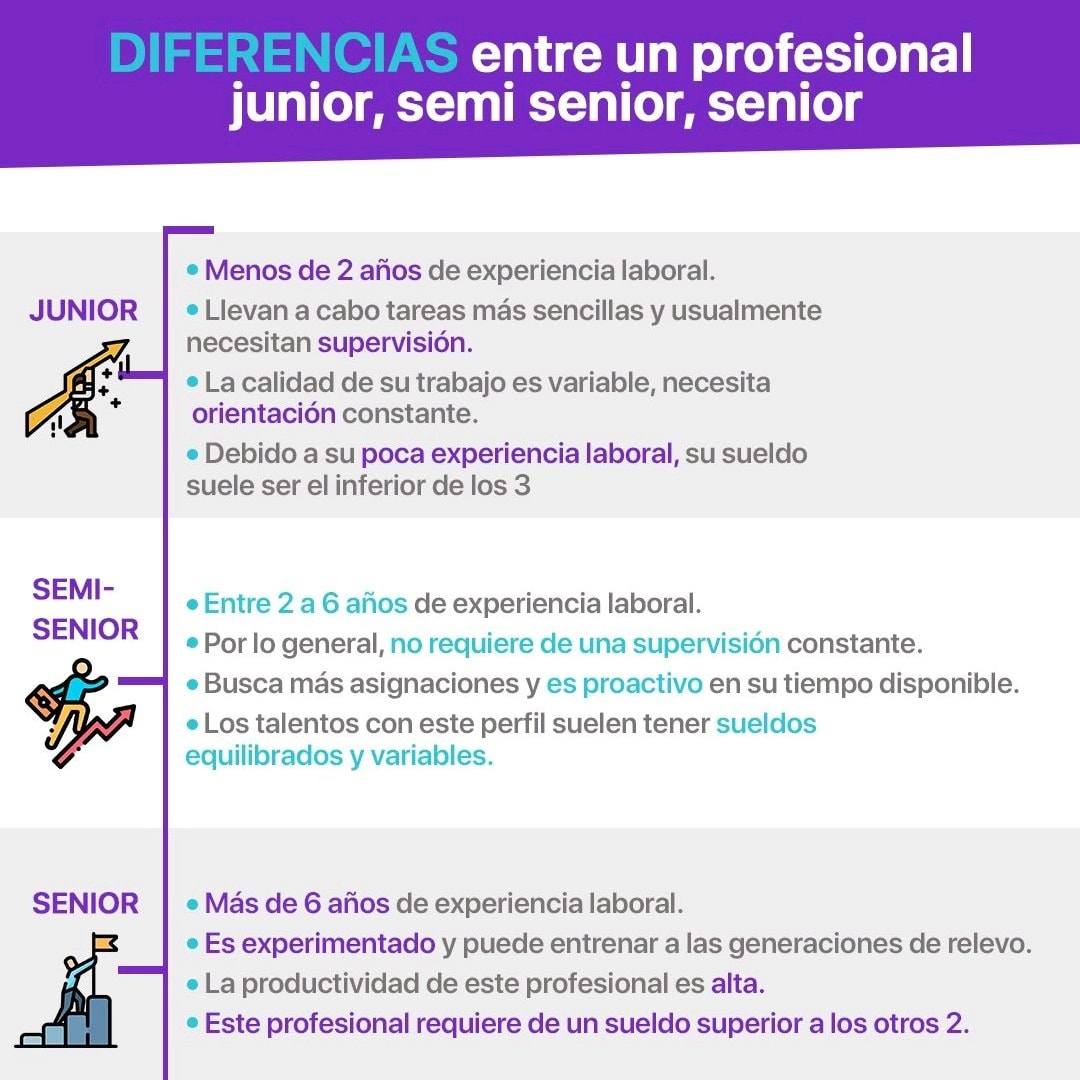 DIFERENCIAS entre un profesional
junior, semi senior, senior
JUNIOR
• Menos de 2 años de experiencia laboral.
• Llevan a cabo tareas más sencillas y usualmente
necesitan supervisión.
• La calidad de su trabajo es variable, necesita
orientación constante.
• Debido a su poca experiencia laboral, su sueldo
suele ser el inferior de los 3
SEMI-
SENIOR
• Entre 2 a 6 años de experiencia laboral.
• Por lo general, no requiere de una supervisión constante.
• Busca más asignaciones y es proactivo en su tiempo disponible.
• Los talentos con este perfil suelen tener sueldos
equilibrados y variables.
SENIOR
• Más de 6 años de experiencia laboral.
• Es experimentado y puede entrenar a las generaciones de relevo.
• La productividad de este profesional es alta.
• Este profesional requiere de un sueldo superior a los otros 2.